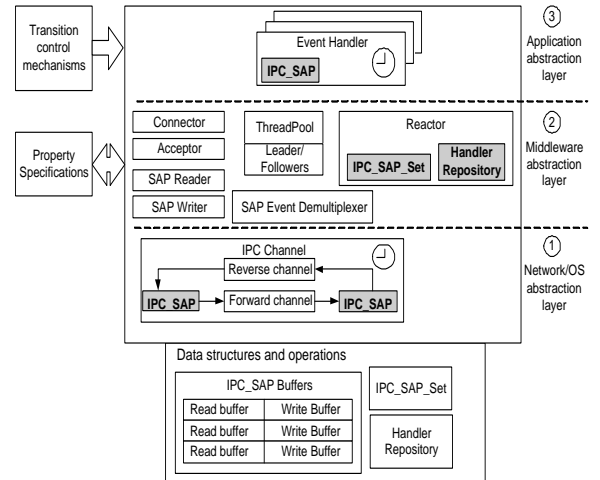 Transition
control
mechanisms
Event Handler
IPC_SAP
3
Application
abstraction
layer
Property
Specifications
Connector
Acceptor
SAP Reader
SAP Writer
ThreadPool
Leader/
Followers
SAP Event Demultiplexer
Reactor
IPC_SAP_Set
Handler
Repository
2
Middleware
abstraction
layer
IPC Channel
Reverse channel
IPC_SAP
Forward channel
IPC_SAP
1
Network/OS
abstraction
layer
Data structures and operations
IPC_SAP Buffers
Read buffer Write Buffer
Read buffer Write Buffer
Read buffer Write Buffer
IPC_SAP_Set
Handler
Repository